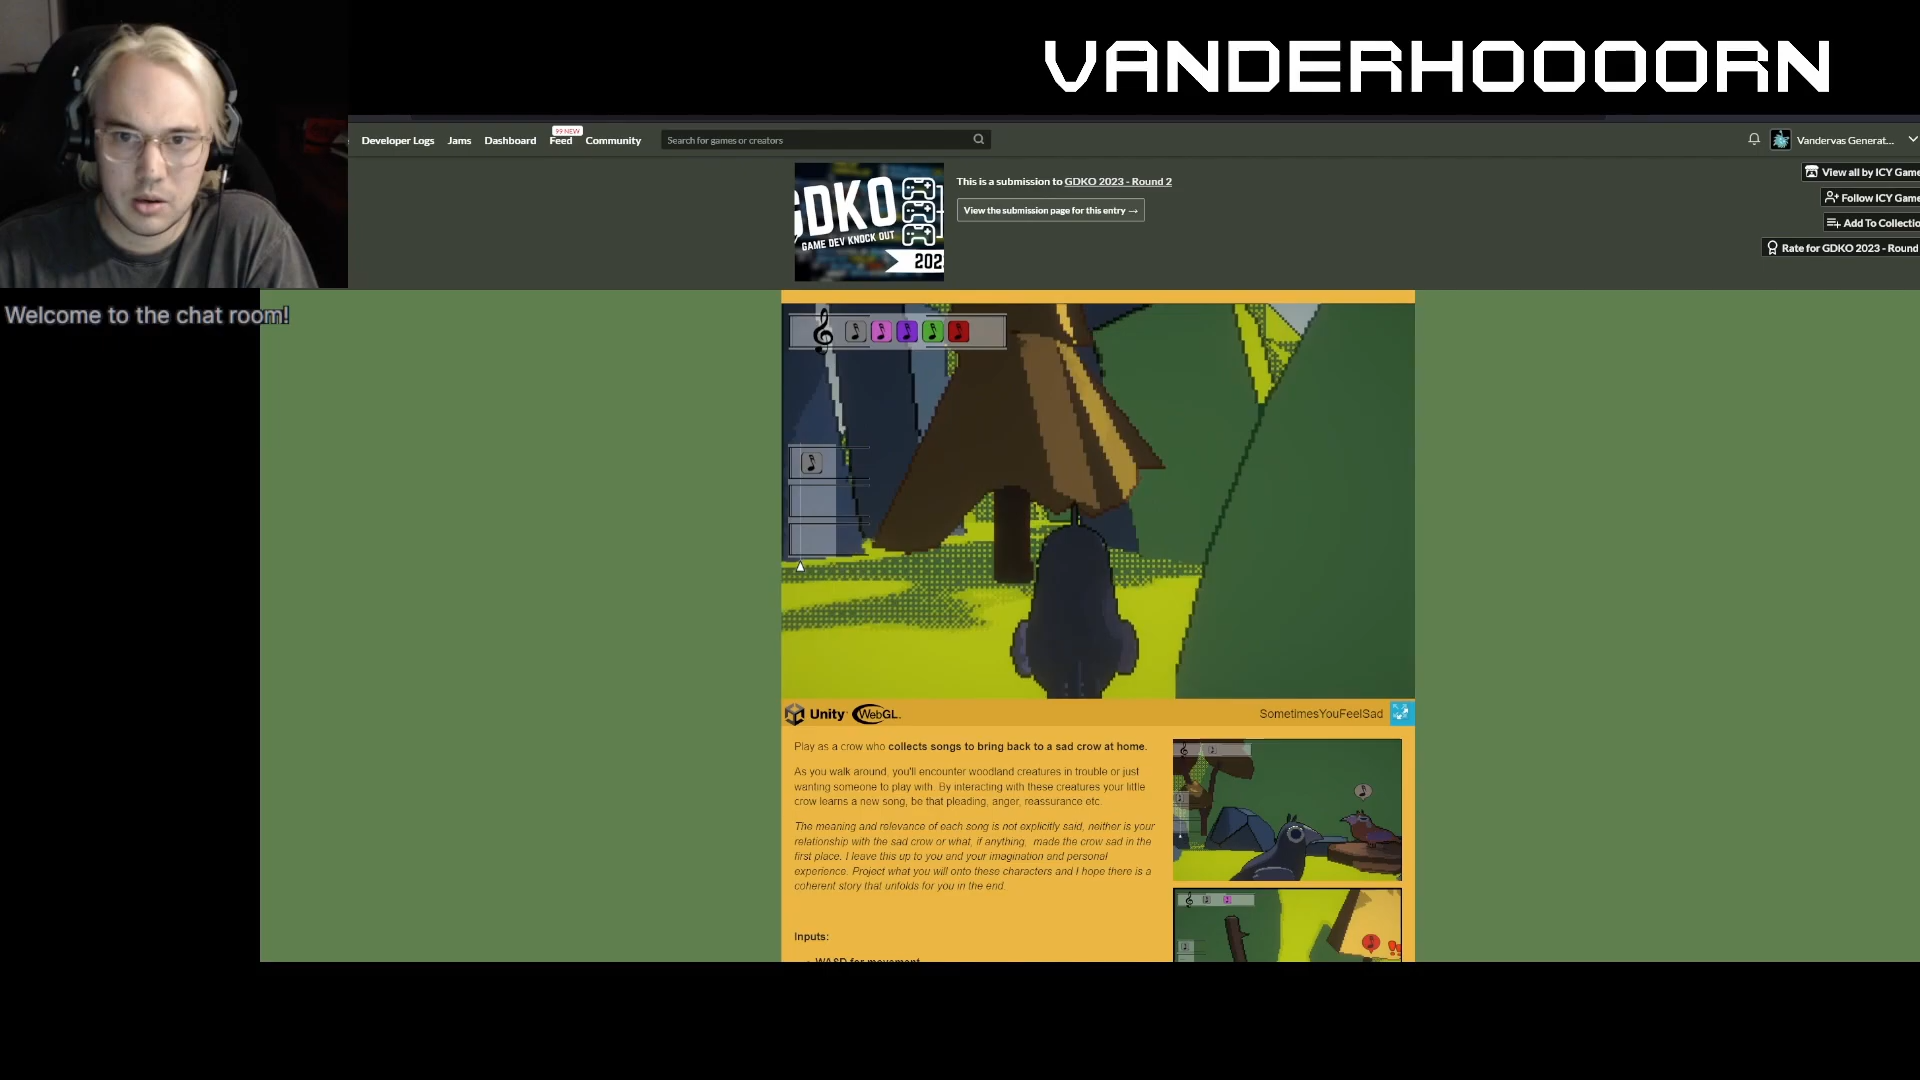 VANDERHOOOORN
Developer Logs Jams Dashboard Feed Community
99 NEW
Search for games or creators
Vandervas Generat...
GDKO
GAME DEV KNOCK OUT
202
This is a submission to GDKO 2023 - Round 2
View the submission page for this entry →
View all by ICY Game
Follow ICY Game
Add To Collectio
Rate for GDKO 2023 - Round
Welcome to the chat room!
Unity WebGL.
SometimesYouFeelSad
Play as a crow who collects songs to bring back to a sad crow at home.
As you walk around, you'll encounter woodland creatures in trouble or just
wanting someone to play with. By interacting with these creatures your little
crow learns a new song, be that pleading, anger, reassurance etc.
The meaning and relevance of each song is not explicitly said, neither is your
relationship with the sad crow or what, if anything, made the crow sad in the
first place. I leave this up to you and your imagination and personal
experience. Project what you will onto these characters and I hope there is a
coherent story that unfolds for you in the end.
Inputs:
WASD for movement